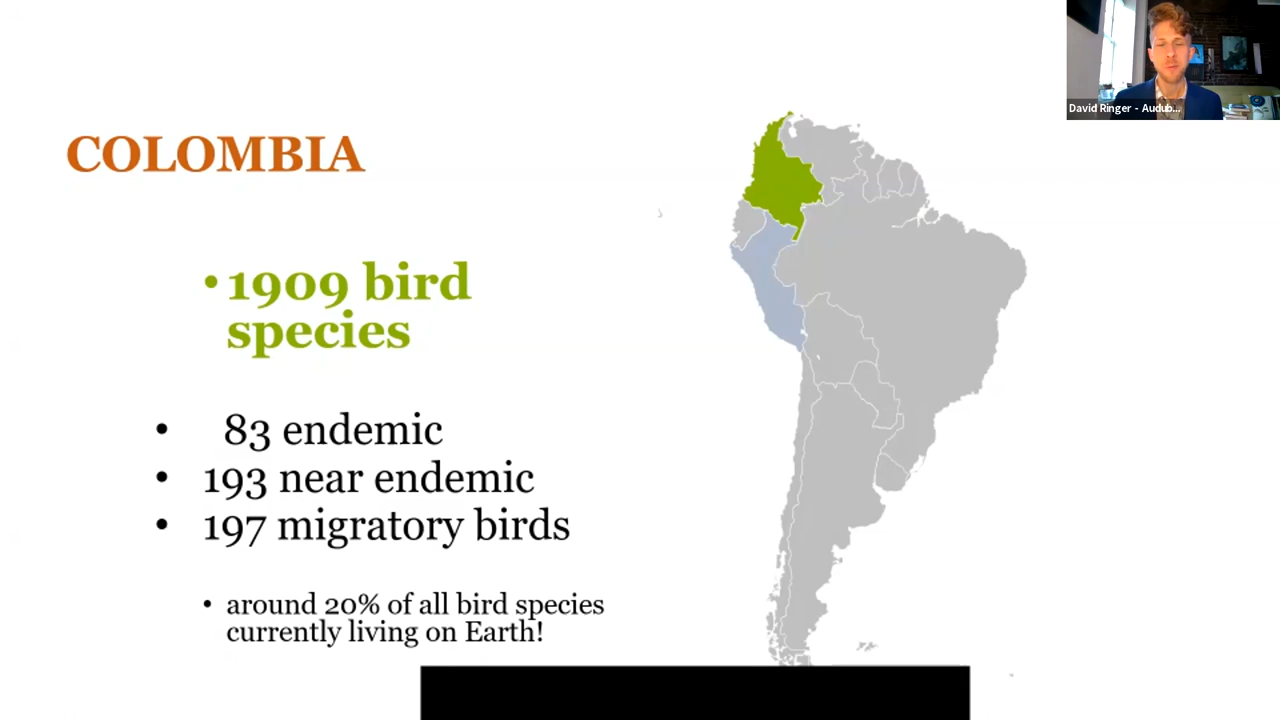 David Ringer - Audub...
COLOMBIA
• 1909 bird
species
• 83 endemic
• 193 near endemic
• 197 migratory birds
• around 20% of all bird species
currently living on Earth!